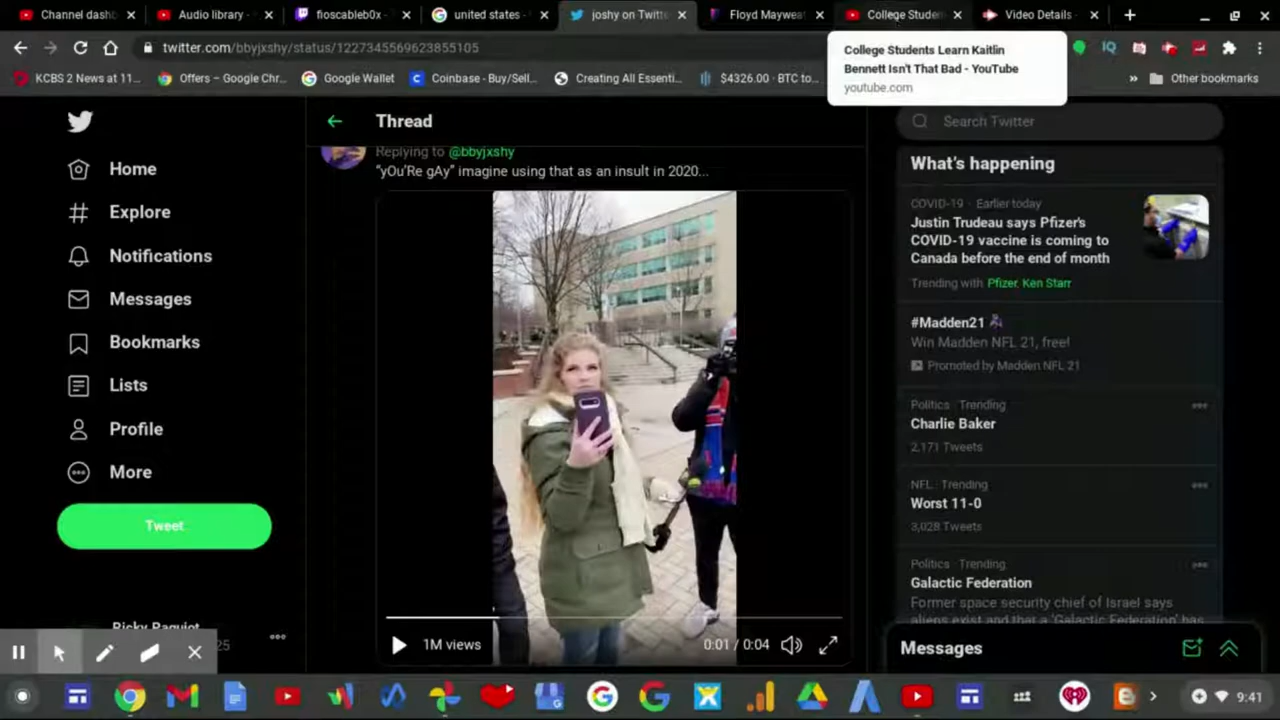 Channel dashb
Audio library -
fioscableb0x -
united states -
joshy on Twitte
Floyd Mayweat
College Studen
Video Details -
twitter.com/bbyjxshy/status/1227345569623855105
College Students Learn Kaitlin
Bennett Isn't That Bad - YouTube
youtube.com
IQ
KCBS 2 News at 11...
Offers – Google Chr...
Google Wallet
Coinbase - Buy/Sell...
Creating All Essenti...
$4326.00 · BTC to...
Other bookmarks
Home
Explore
Notifications
Messages
Bookmarks
Lists
Profile
More
Tweet
Thread
Replying to @bbyjxshy
“yOu’Re gAy” imagine using that as an insult in 2020...
1M views
0:01 / 0:04
Search Twitter
What’s happening
COVID-19 · Earlier today
Justin Trudeau says Pfizer’s
COVID-19 vaccine is coming to
Canada before the end of month
Trending with Pfizer, Ken Starr
#Madden21
Win Madden NFL 21, free!
Promoted by Madden NFL 21
Politics · Trending
Charlie Baker
2,171 Tweets
NFL · Trending
Worst 11-0
3,028 Tweets
Politics · Trending
Galactic Federation
Former space security chief of Israel says
aliens exist and that a ‘Galactic Federation’ has
Messages
9:41